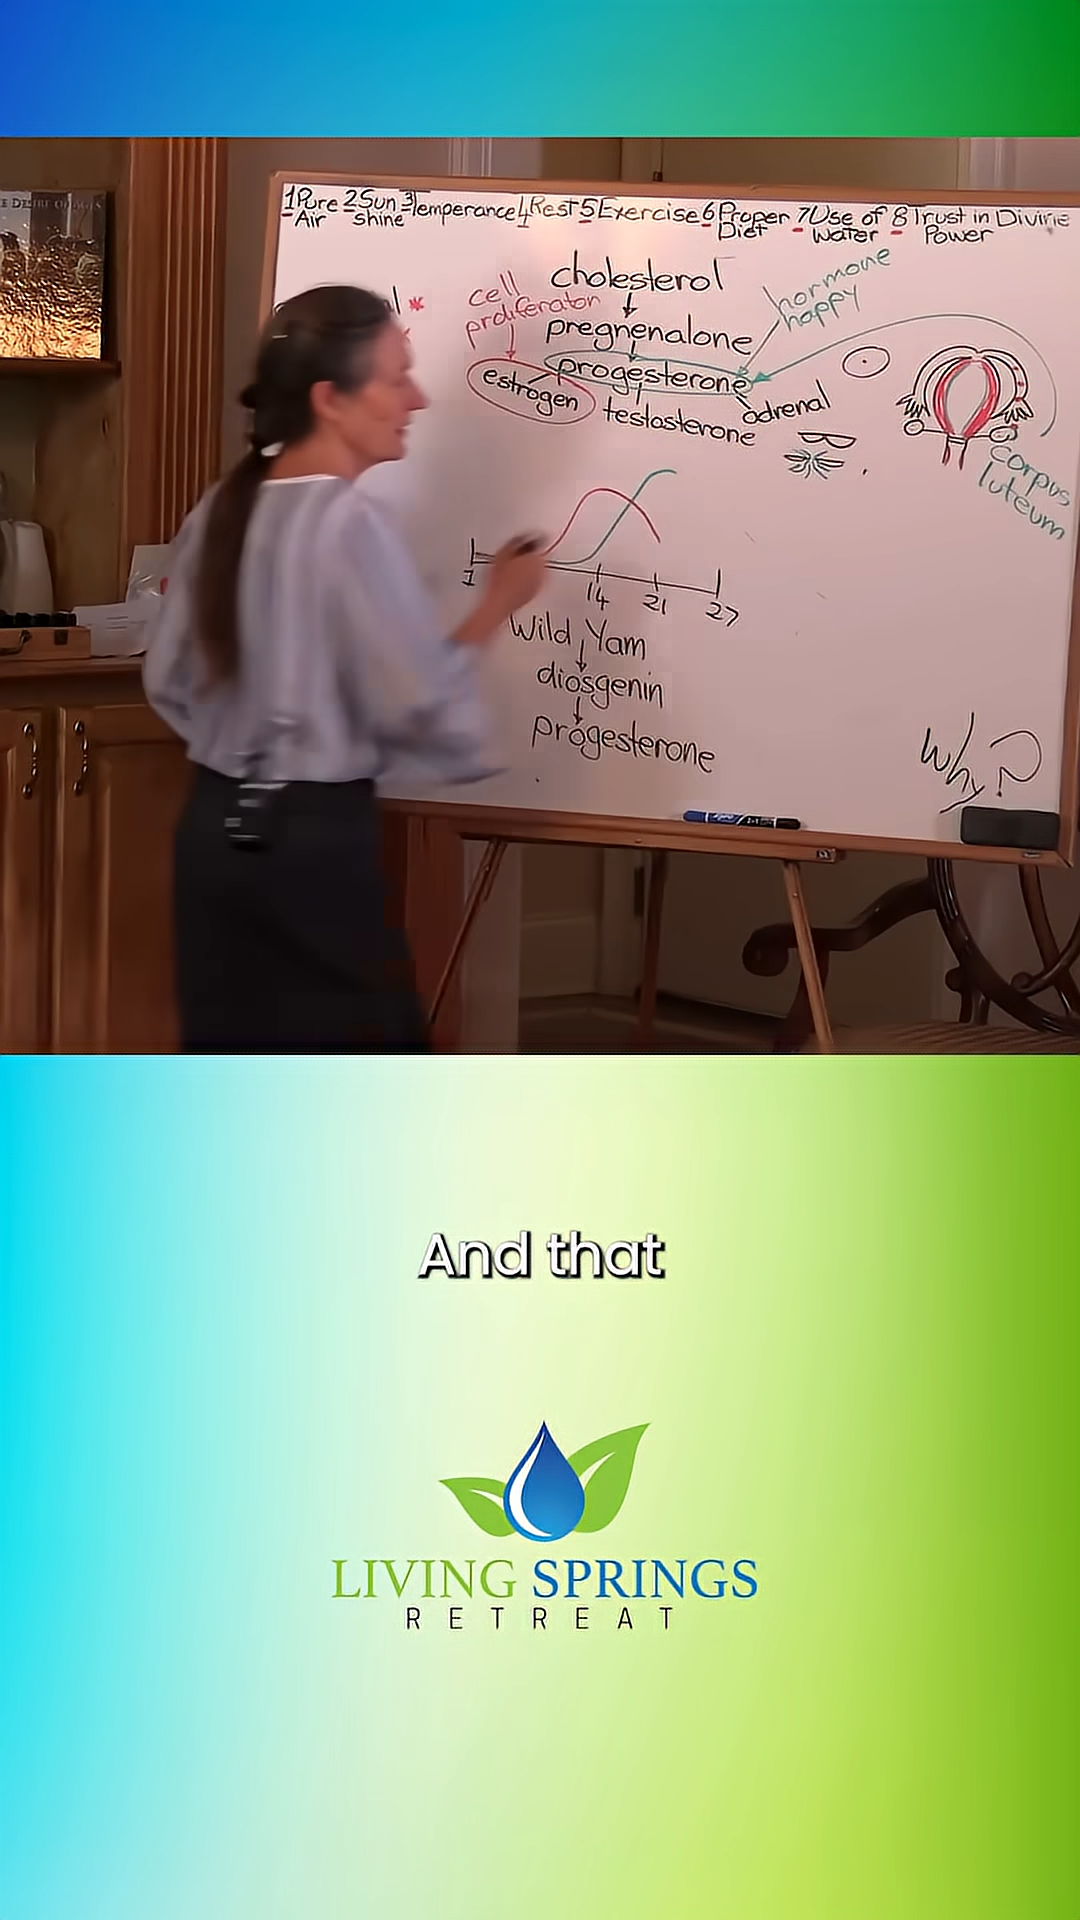 1 Pure Air 2 Sun shine 3 Temperance 4 Rest 5 Exercise 6 Proper Diet 7 Use of Water 8 Trust in Divine Power
cholesterol
cell
proliferation
hormone
happy
pregnenalone
progesterone
estrogen
testosterone
adrenal
corpus
luteum
1
14
21
27
Wild Yam
diosgenin
progesterone
Why?
And that
LIVING SPRINGS
RETREAT